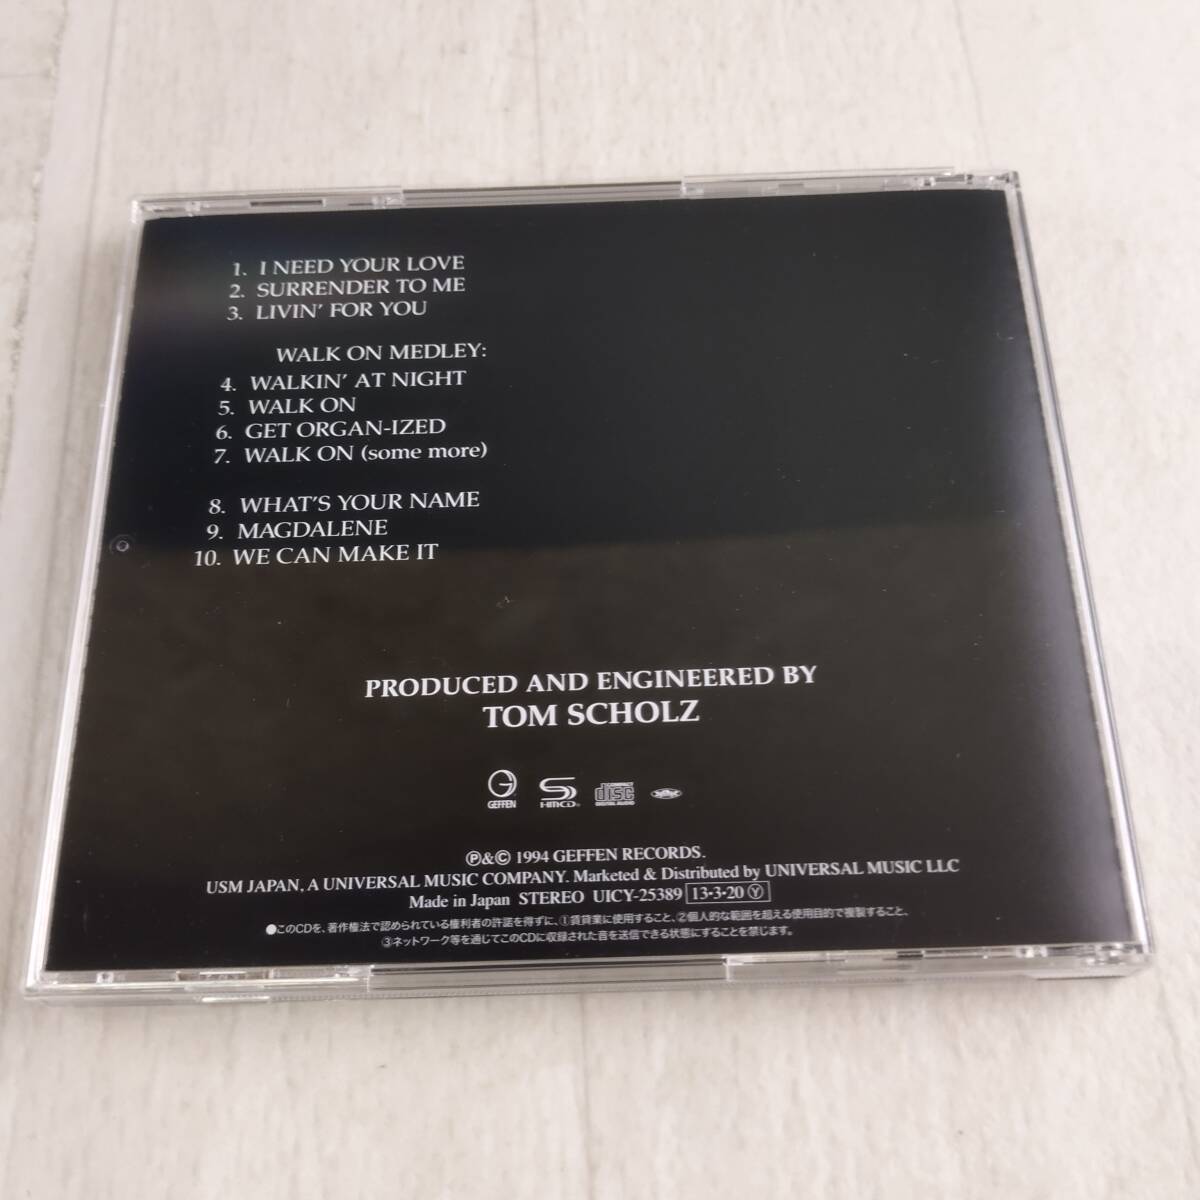 1. I NEED YOUR LOVE
2. SURRENDER TO ME
3. LIVIN' FOR YOU
WALK ON MEDLEY:
4. WALKIN' AT NIGHT
5. WALK ON
6. GET ORGAN-IZED
7. WALK ON (some more)
8. WHAT'S YOUR NAME
9. MAGDALENE
10. WE CAN MAKE IT
PRODUCED AND ENGINEERED BY
TOM SCHOLZ
GEFFEN
HMCD
COMPACT
disc
DIGITAL AUDIO
Ⓟ&Ⓒ 1994 GEFFEN RECORDS.
USM JAPAN, A UNIVERSAL MUSIC COMPANY. Marketed & Distributed by UNIVERSAL MUSIC LLC
Made in Japan STEREO UICY-25389 13・3・20 Ⓨ
●このCDを、著作権法で認められている権利者の許諾を得ずに、①賃貸業に使用すること、②個人的な範囲を超える使用目的で複製すること、
③ネットワーク等を通じてこのCDに収録された音を送信できる状態にすることを禁じます。